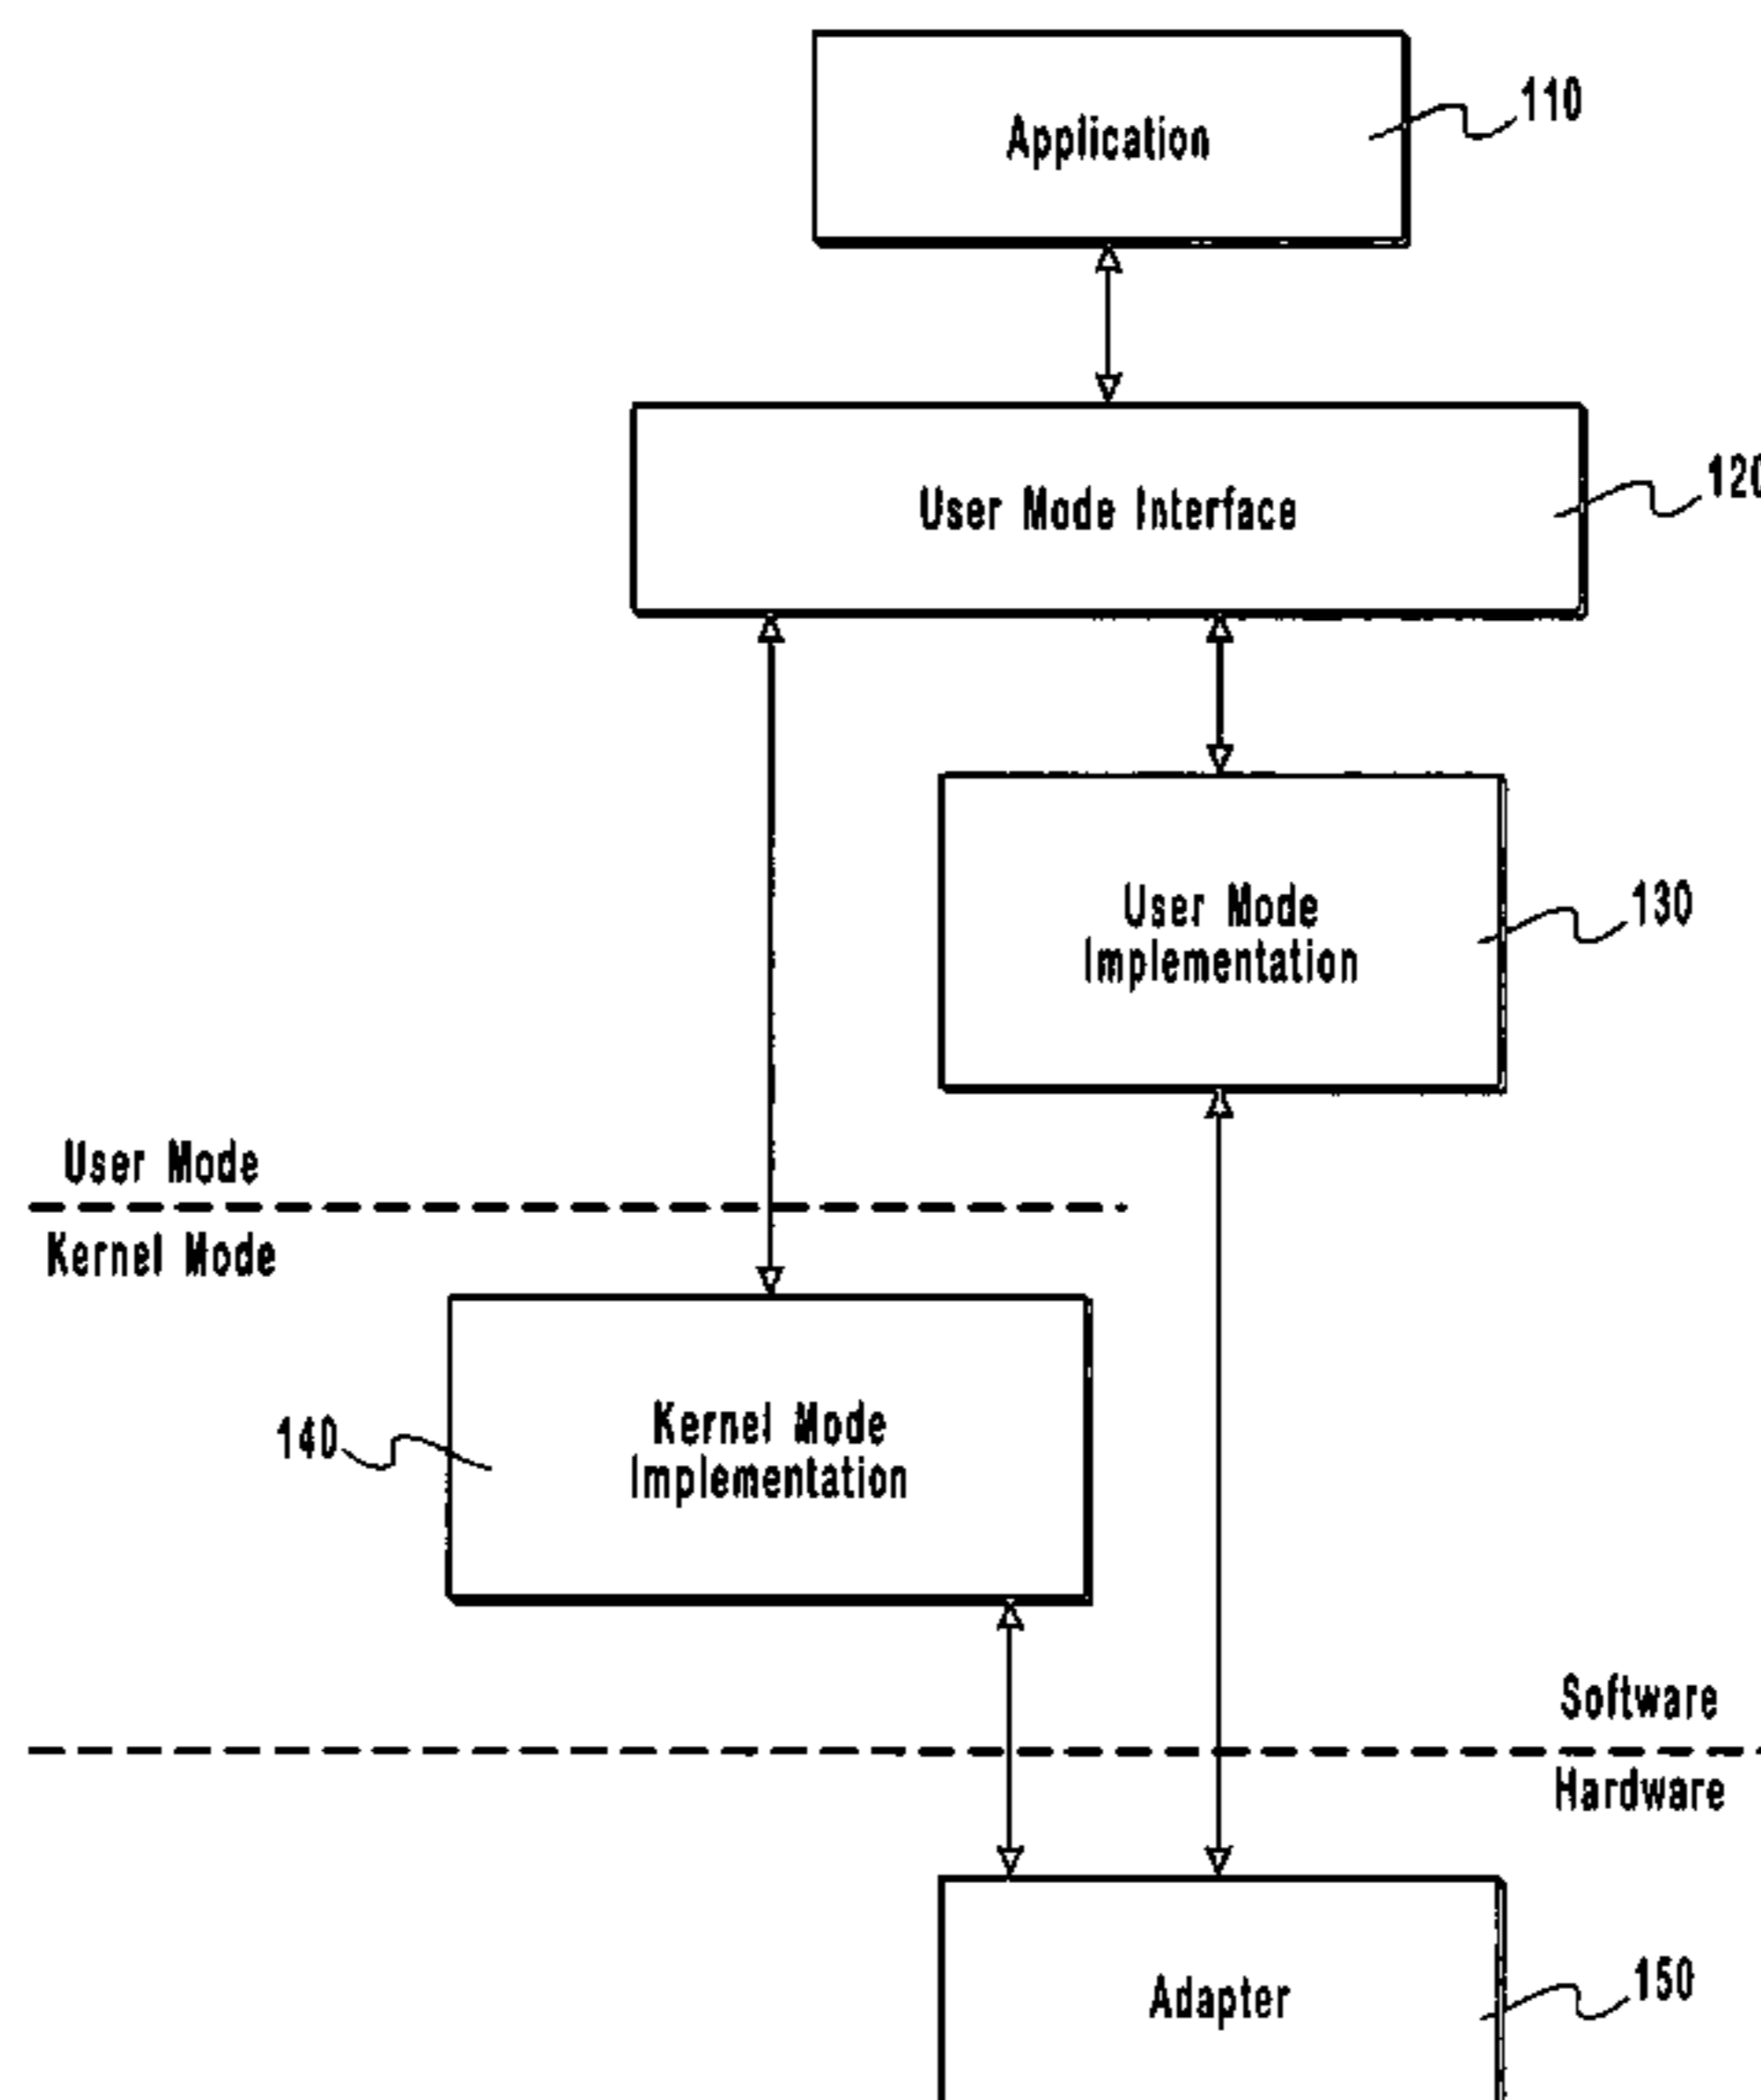 110
Application
120
User Mode Interface
130
User Mode
Implementation
User Mode
Kernel Mode
140
Kernel Mode
Implementation
Software
Hardware
150
Adapter